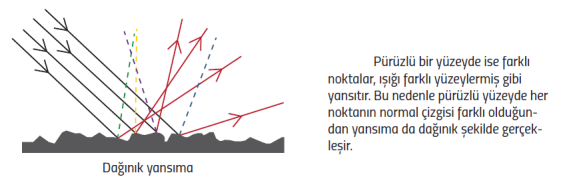 Pürüzlü bir yüzeyde ise farklı
noktalar, ışığı farklı yüzeylermiş gibi
yansıtır. Bu nedenle pürüzlü yüzeyde her
noktanın normal çizgisi farklı olduğun-
dan yansıma da dağınık şekilde gerçek-
leşir.
Dağınık yansıma